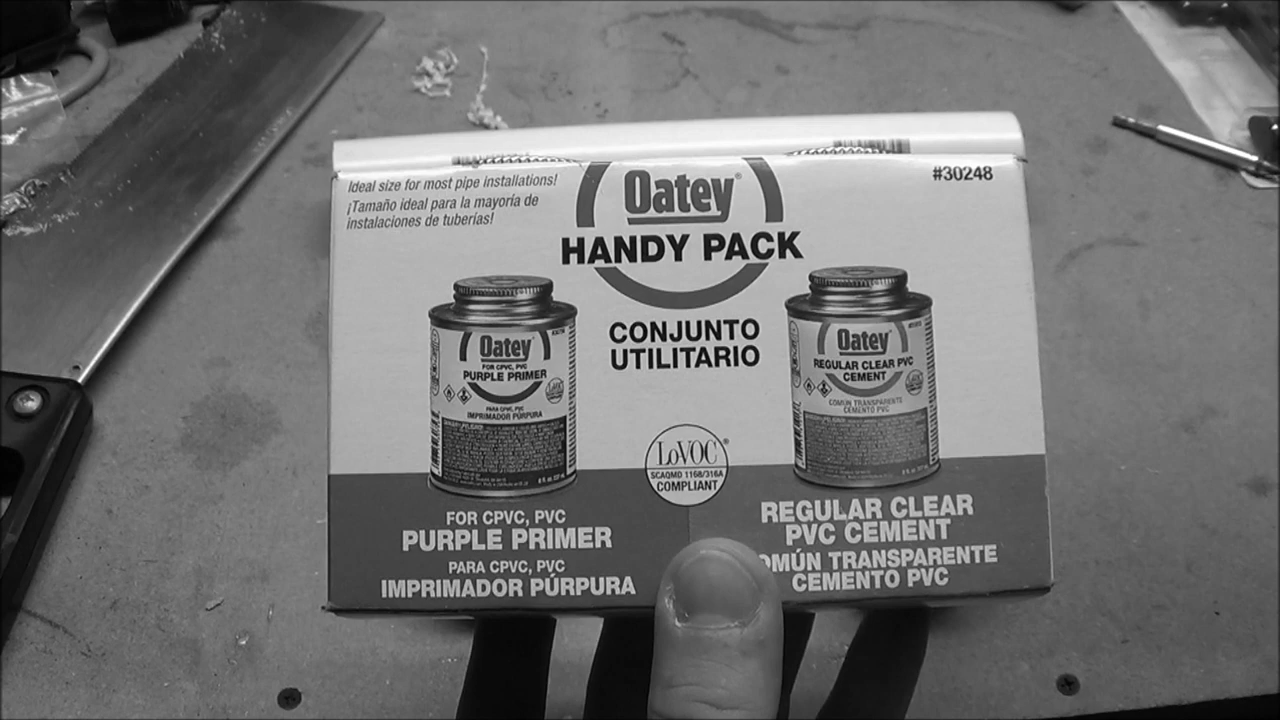 Ideal size for most pipe installations!
¡Tamaño ideal para la mayoría de
instalaciones de tuberías!
Oatey®
HANDY PACK
CONJUNTO
UTILITARIO
#30248
Oatey
FOR CPVC, PVC
PURPLE PRIMER
PARA CPVC, PVC
IMPRIMADOR PÚRPURA
Oatey
REGULAR CLEAR PVC
CEMENT
COMÚN TRANSPARENTE
CEMENTO PVC
LOVOC®
SCAQMD 1168/316A
COMPLIANT
FOR CPVC, PVC
PURPLE PRIMER
PARA CPVC, PVC
IMPRIMADOR PÚRPURA
REGULAR CLEAR
PVC CEMENT
OMÚN TRANSPARENTE
CEMENTO PVC